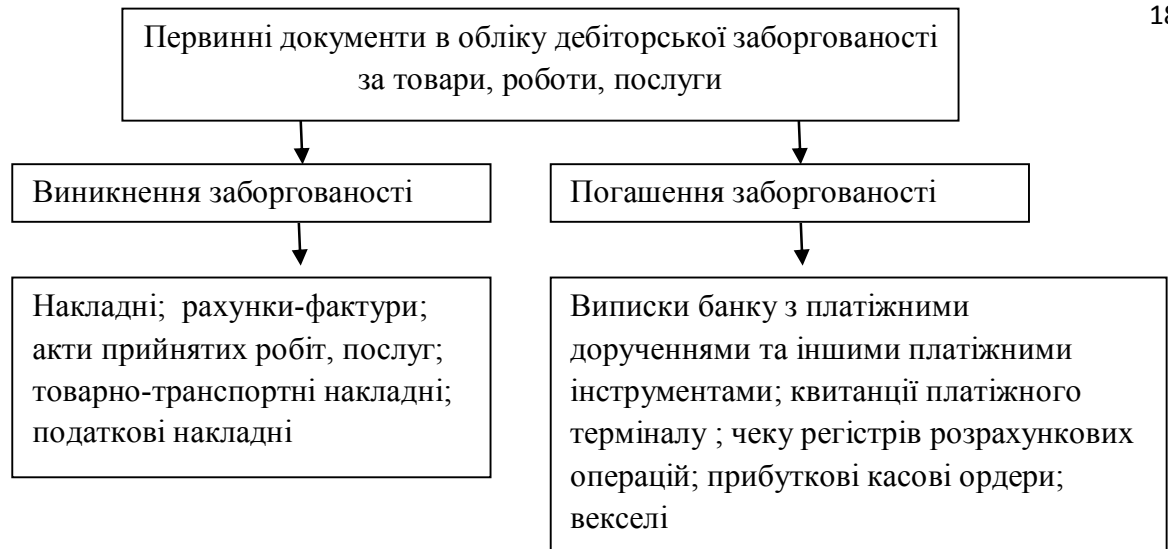 18
Первинні документи в обліку дебіторської заборгованості
за товари, роботи, послуги
Виникнення заборгованості
Погашення заборгованості
Накладні; рахунки-фактури;
акти прийнятих робіт, послуг;
товарно-транспортні накладні;
податкові накладні
Виписки банку з платіжними
дорученнями та іншими платіжними
інструментами; квитанції платіжного
терміналу ; чеку регістрів розрахункових
операцій; прибуткові касові ордери;
векселі